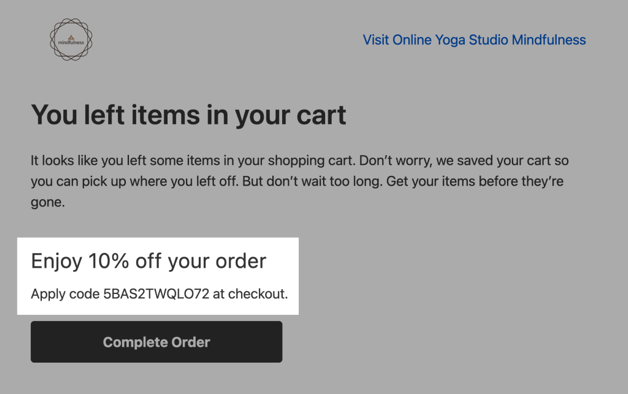 mindfulness
Visit Online Yoga Studio Mindfulness
You left items in your cart
It looks like you left some items in your shopping cart. Don’t worry, we saved your cart so
you can pick up where you left off. But don’t wait too long. Get your items before they’re
gone.
Enjoy 10% off your order
Apply code 5BAS2TWQLO72 at checkout.
Complete Order